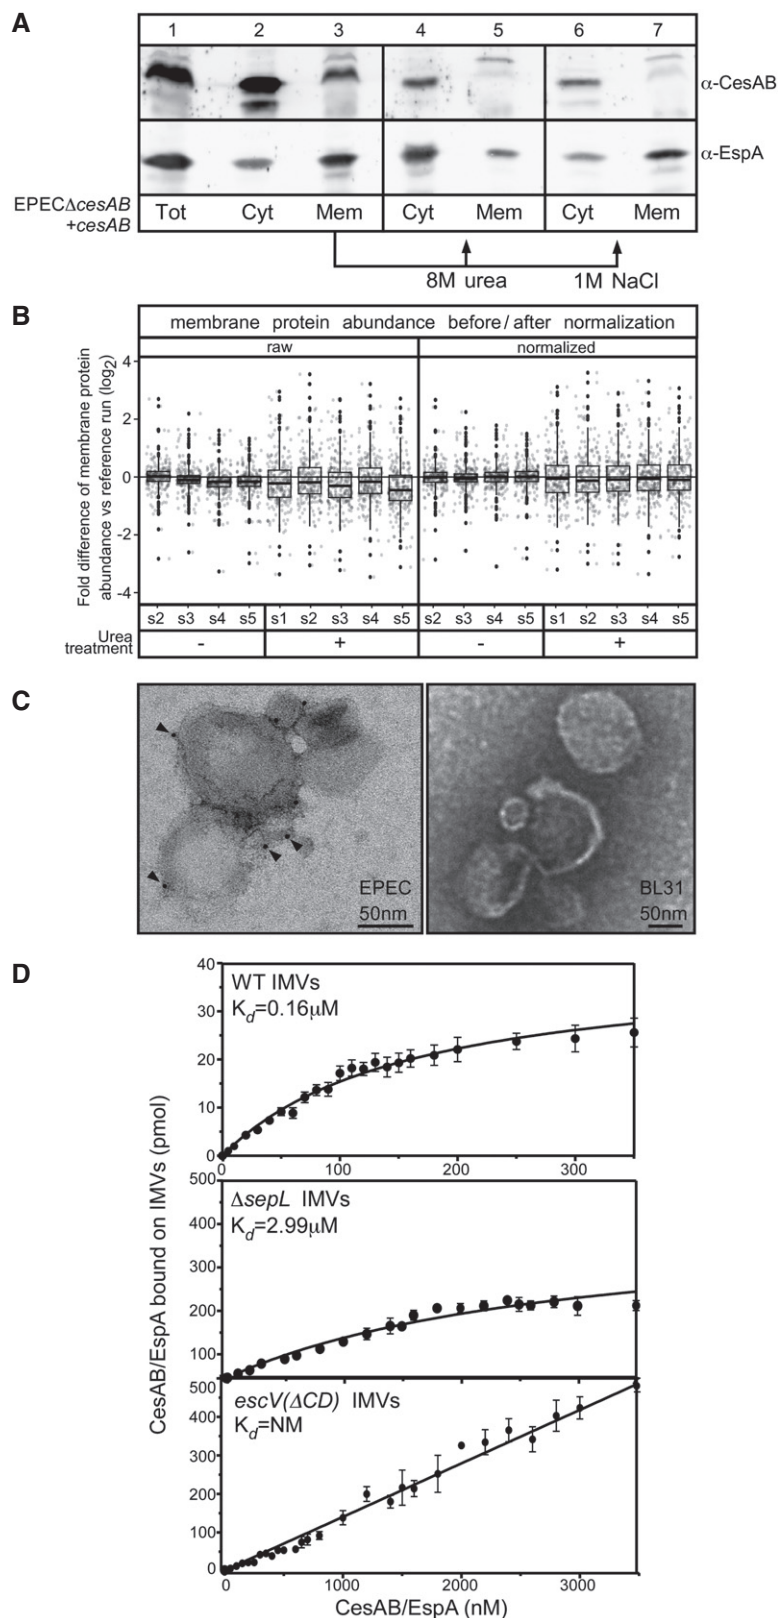 A
1 2 3 4 5 6 7
α-CesAB
α-EspA
EPECΔcesAB
+cesAB
Tot Cyt Mem Cyt Mem Cyt Mem
8M urea 1M NaCl
B
membrane protein abundance before/after normalization
raw normalized
Fold difference of membrane protein
abundance vs reference run (log2)
4
2
0
-2
-4
s2 s3 s4 s5 s1 s2 s3 s4 s5 s2 s3 s4 s5 s1 s2 s3 s4 s5
Urea
treatment
- + - +
C
EPEC
50nm
BL31
50nm
D
CesAB/EspA bound on IMVs (pmol)
WT IMVs
Kd=0.16μM
40
30
20
10
0
0 100 200 300
ΔsepL IMVs
Kd=2.99μM
500
400
300
200
100
escV(ΔCD) IMVs
Kd=NM
500
400
300
200
100
0
0 1000 2000 3000
CesAB/EspA (nM)